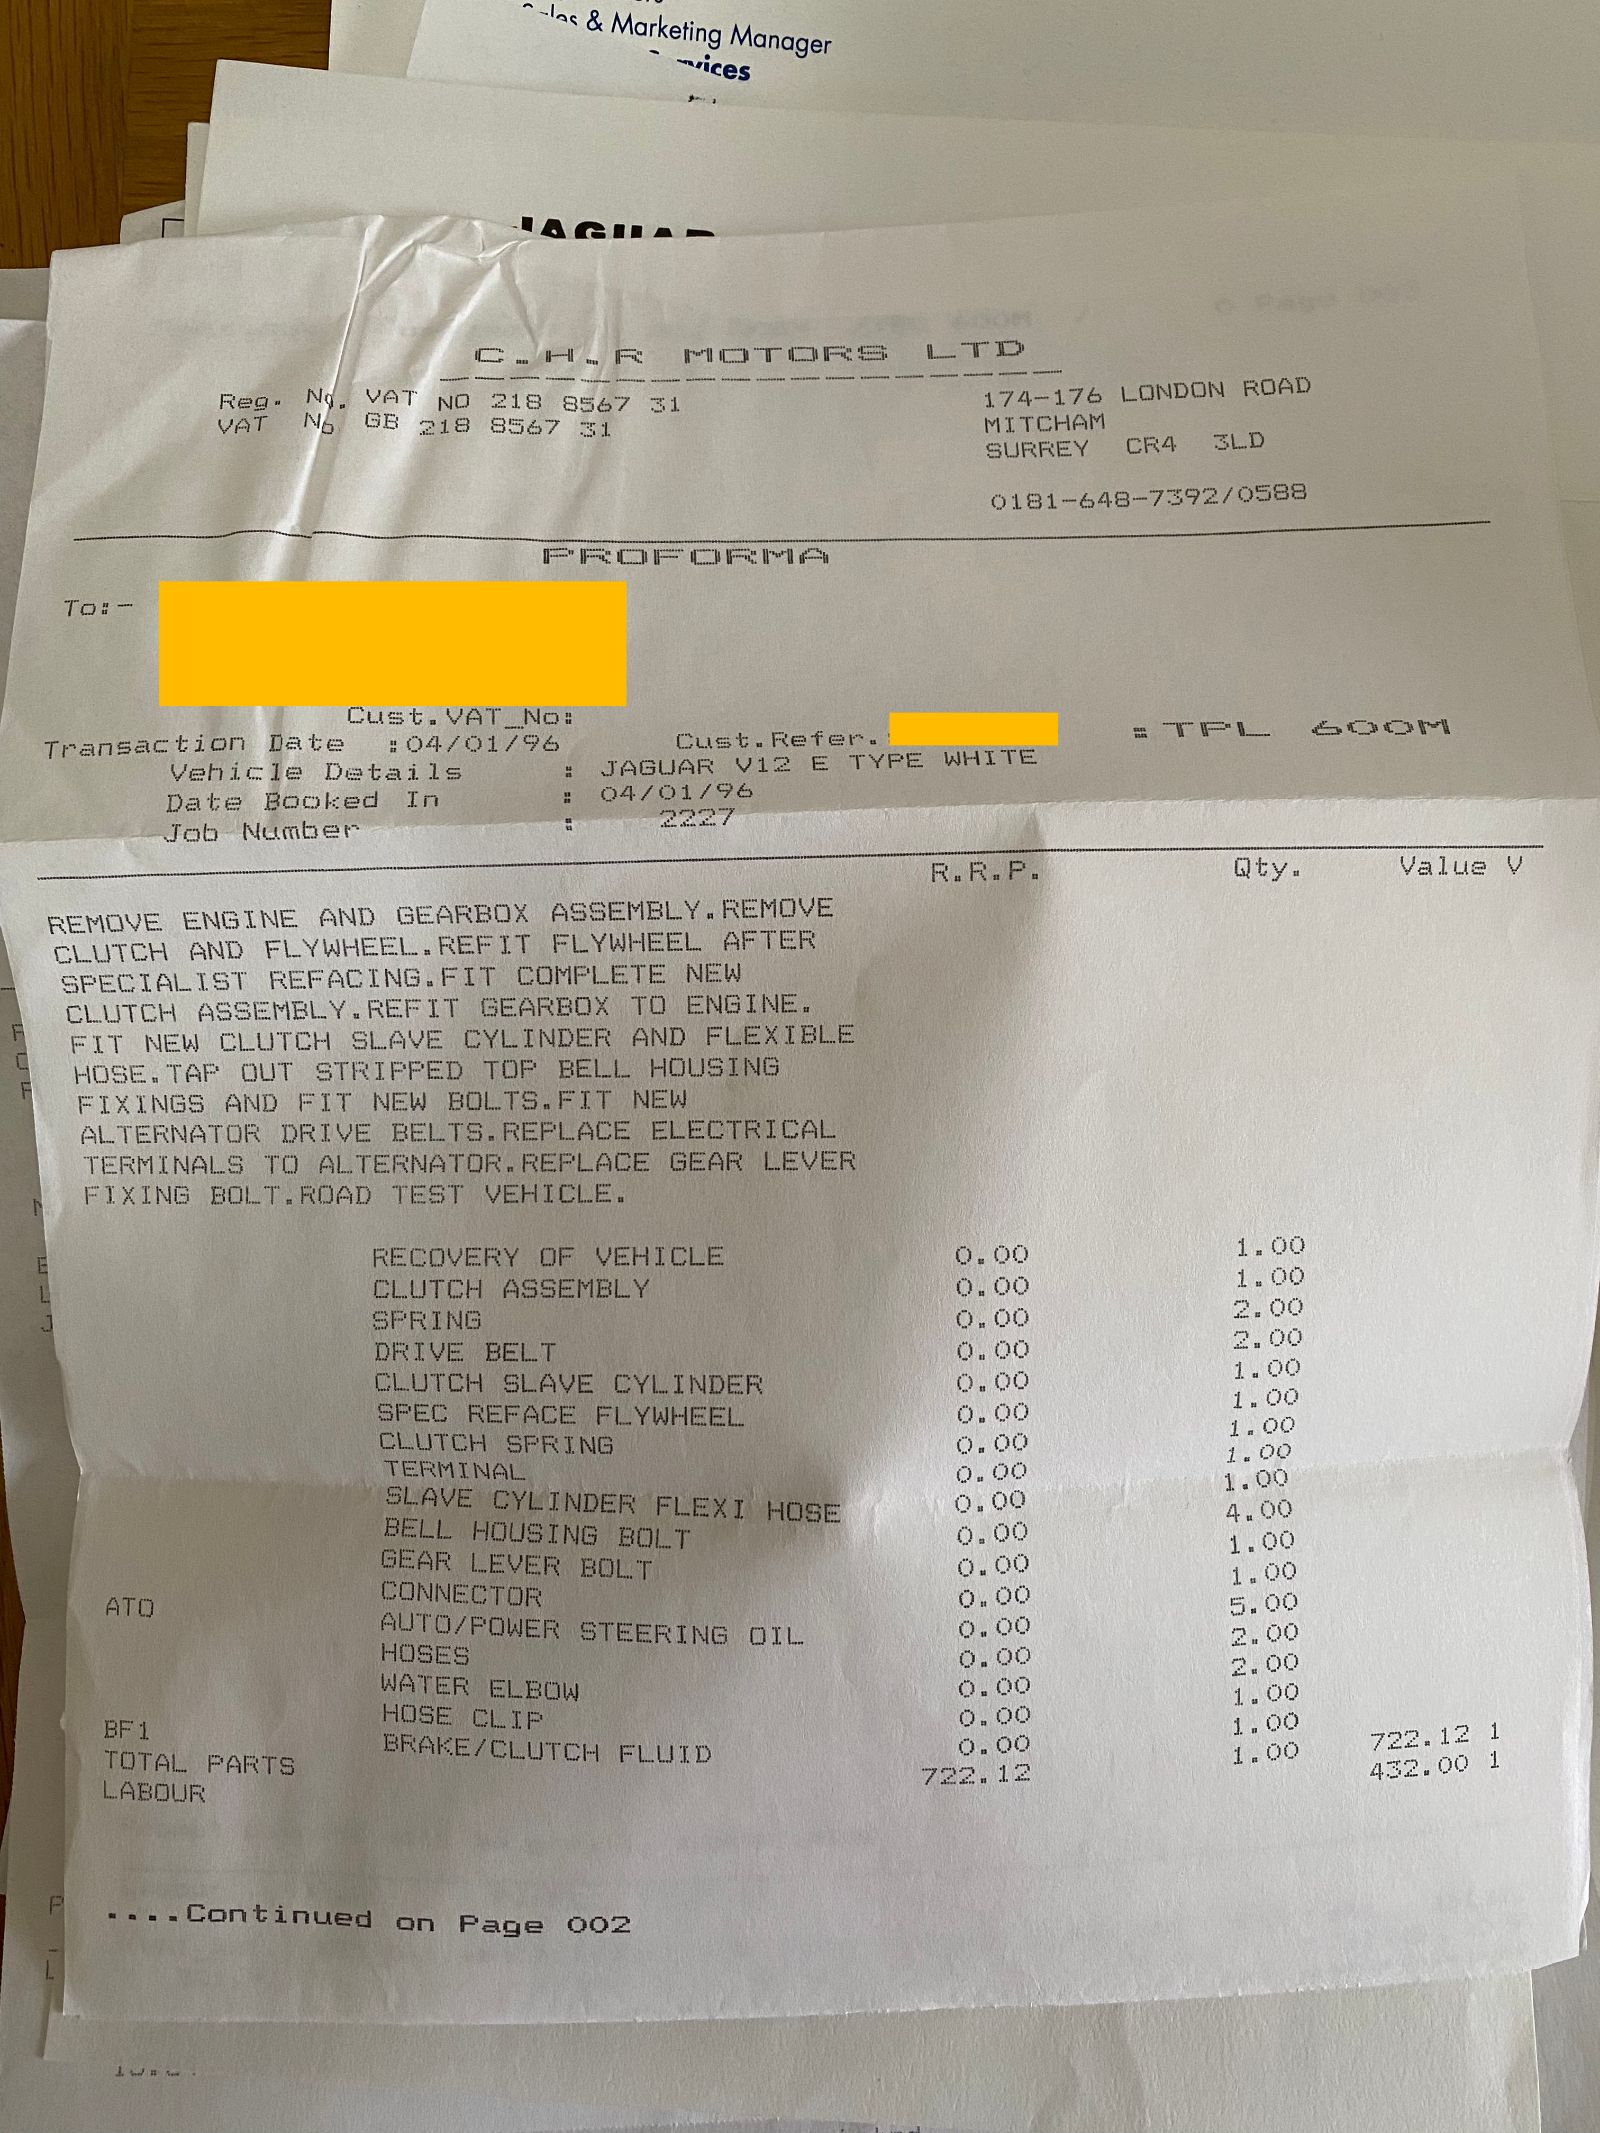 les & Marketing Manager
JAGUAR
C.H.R MOTORS LTD
Reg. No. VAT NO 218 8567 31 174-176 LONDON ROAD
VAT No GB 218 8567 31 MITCHAM
SURREY CR4 3LD
0181-648-7392/0588
PROFORMA
To:-
Cust.VAT_No:
Transaction Date :04/01/96 Cust.Refer. :TPL 600M
Vehicle Details : JAGUAR V12 E TYPE WHITE
Date Booked In : 04/01/96
Job Number : 2227
R.R.P. Qty. Value V
REMOVE ENGINE AND GEARBOX ASSEMBLY.REMOVE
CLUTCH AND FLYWHEEL.REFIT FLYWHEEL AFTER
SPECIALIST REFACING.FIT COMPLETE NEW
CLUTCH ASSEMBLY.REFIT GEARBOX TO ENGINE.
FIT NEW CLUTCH SLAVE CYLINDER AND FLEXIBLE
HOSE.TAP OUT STRIPPED TOP BELL HOUSING
FIXINGS AND FIT NEW BOLTS.FIT NEW
ALTERNATOR DRIVE BELTS.REPLACE ELECTRICAL
TERMINALS TO ALTERNATOR.REPLACE GEAR LEVER
FIXING BOLT.ROAD TEST VEHICLE.
RECOVERY OF VEHICLE 0.00 1.00
CLUTCH ASSEMBLY 0.00 1.00
SPRING 0.00 2.00
DRIVE BELT 0.00 2.00
CLUTCH SLAVE CYLINDER 0.00 1.00
SPEC REFACE FLYWHEEL 0.00 1.00
CLUTCH SPRING 0.00 1.00
TERMINAL 0.00 1.00
SLAVE CYLINDER FLEXI HOSE 0.00 1.00
BELL HOUSING BOLT 0.00 4.00
GEAR LEVER BOLT 0.00 1.00
CONNECTOR 0.00 1.00
ATO AUTO/POWER STEERING OIL 0.00 5.00
HOSES 0.00 2.00
WATER ELBOW 0.00 2.00
HOSE CLIP 0.00 1.00
BF1 BRAKE/CLUTCH FLUID 0.00 1.00
TOTAL PARTS 722.12 1.00 722.12 1
LABOUR 432.00 1
....Continued on Page 002